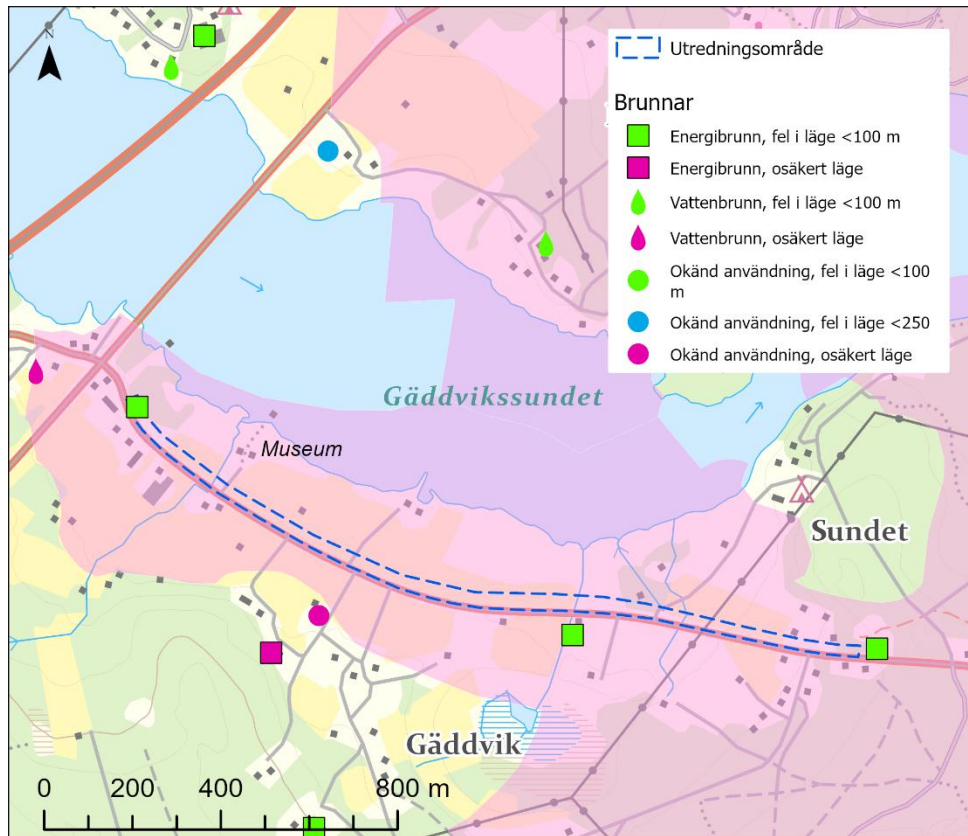 N
Utredningsområde
Brunnar
Energibrunn, fel i läge <100 m
Energibrunn, osäkert läge
Vattenbrunn, fel i läge <100 m
Vattenbrunn, osäkert läge
Okänd användning, fel i läge <100
m
Okänd användning, fel i läge <250
Okänd användning, osäkert läge
Gäddvikssundet
Museum
Sundet
Gäddvik
0 200 400 800 m